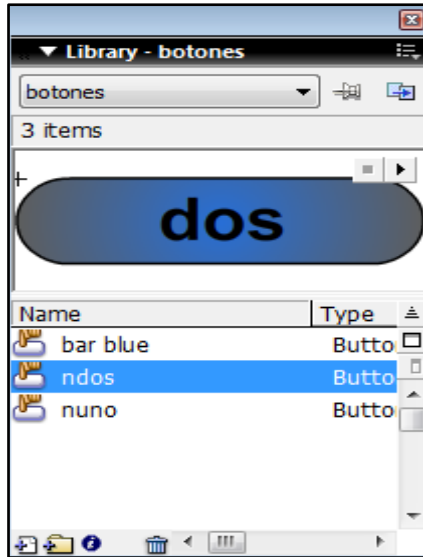 Library - botones
botones
3 items
dos
Name Type
bar blue Butto
ndos Butto
nuno Butto